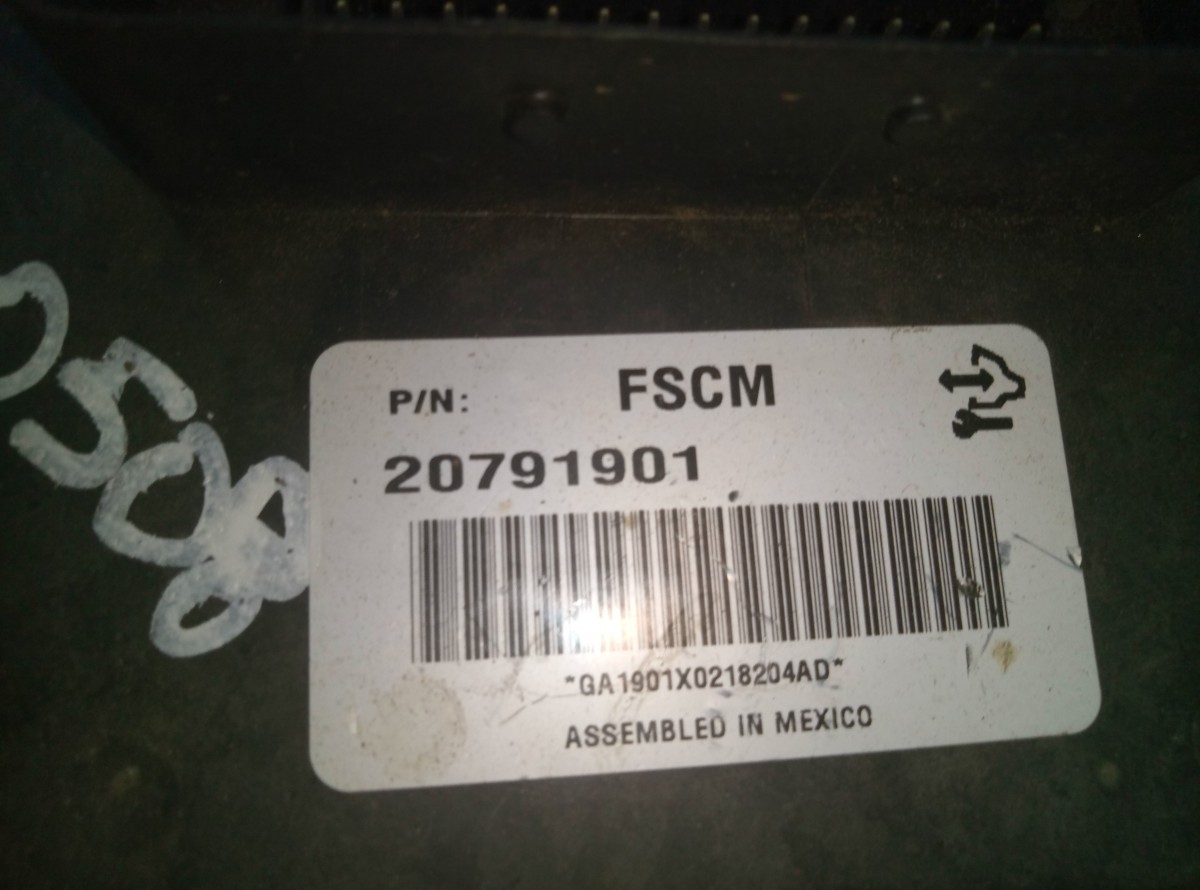 P/N: FSCM
20791901
*GA1901X0218204AD*
ASSEMBLED IN MEXICO